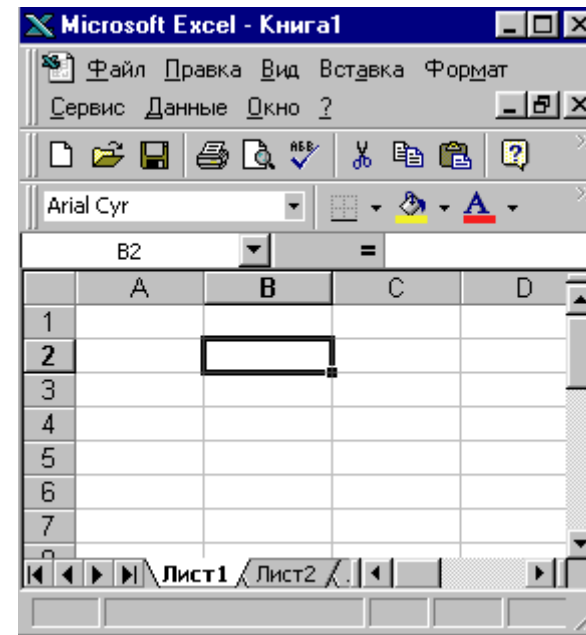 Microsoft Excel - Книга1
Файл Правка Вид Вставка Формат
Сервис Данные Окно ?
Arial Cyr
B2 =
A B C D
1
2
3
4
5
6
7
Лист1 Лист2